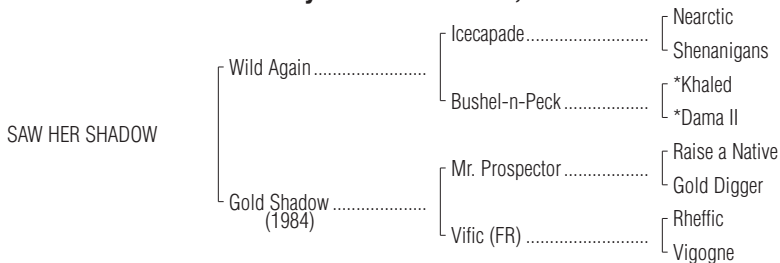 Nearctic
Icecapade
Shenanigans
Wild Again
*Khaled
Bushel-n-Peck
*Dama II
SAW HER SHADOW
Raise a Native
Mr. Prospector
Gold Digger
Gold Shadow
(1984)
Rheffic
Vific (FR)
Vigogne